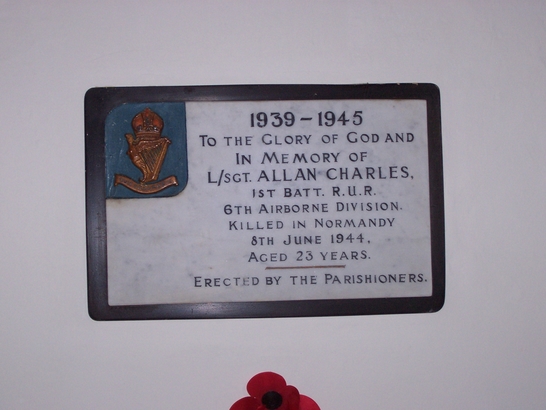 1939 - 1945
TO THE GLORY OF GOD AND
IN MEMORY OF
L/SGT. ALLAN CHARLES,
1ST BATT. R.U.R.
6TH AIRBORNE DIVISION.
KILLED IN NORMANDY
8TH JUNE 1944,
AGED 23 YEARS.
ERECTED BY THE PARISHIONERS.